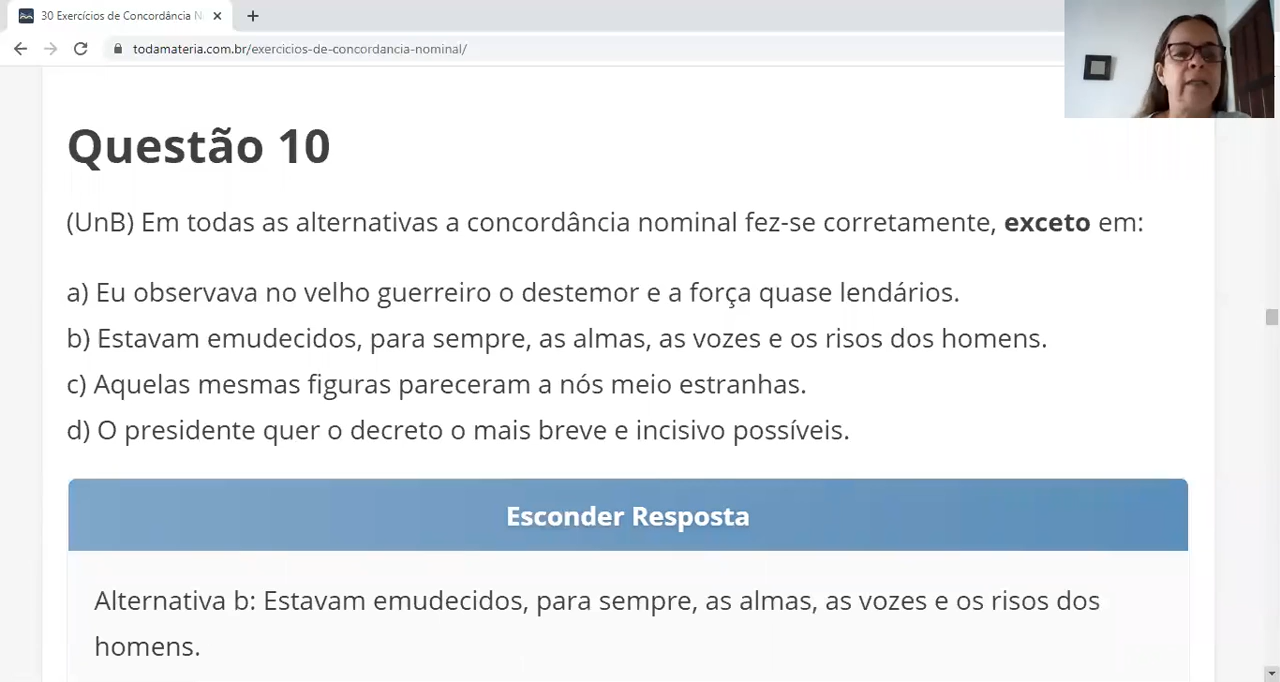 30 Exercícios de Concordância N
todamateria.com.br/exercicios-de-concordancia-nominal/
Questão 10
(UnB) Em todas as alternativas a concordância nominal fez-se corretamente, exceto em:
a) Eu observava no velho guerreiro o destemor e a força quase lendários.
b) Estavam emudecidos, para sempre, as almas, as vozes e os risos dos homens.
c) Aquelas mesmas figuras pareceram a nós meio estranhas.
d) O presidente quer o decreto o mais breve e incisivo possíveis.
Esconder Resposta
Alternativa b: Estavam emudecidos, para sempre, as almas, as vozes e os risos dos
homens.